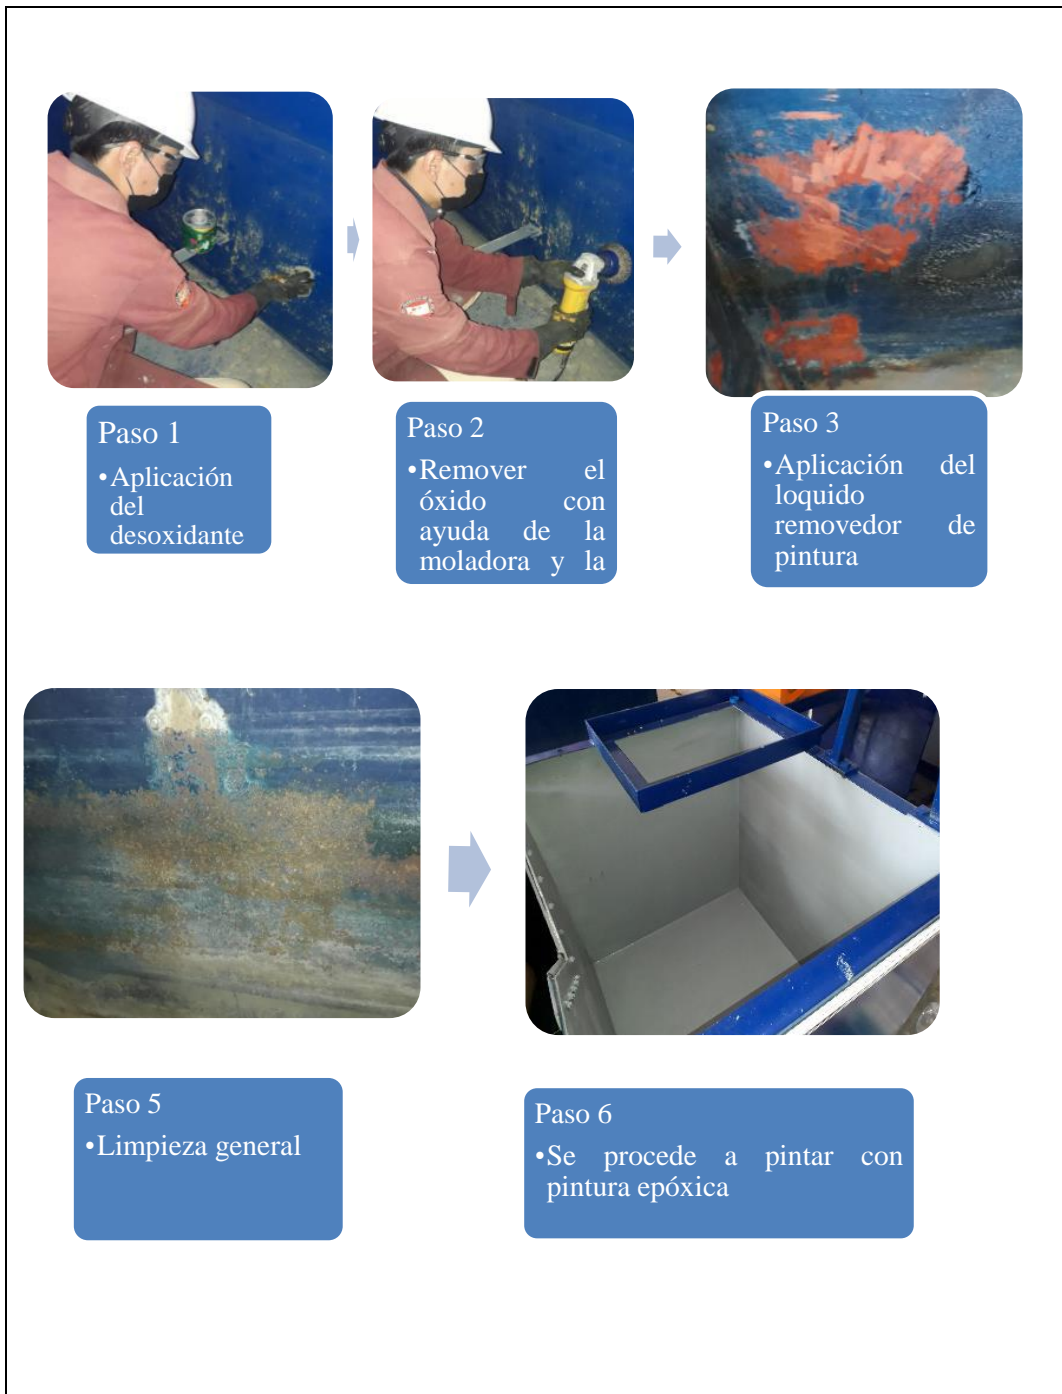 Paso 1
•Aplicación
del
desoxidante
Paso 2
•Remover el
óxido con
ayuda de la
moladora y la
Paso 3
•Aplicación del
loquido
removedor de
pintura
Paso 5
•Limpieza general
Paso 6
•Se procede a pintar con
pintura epóxica